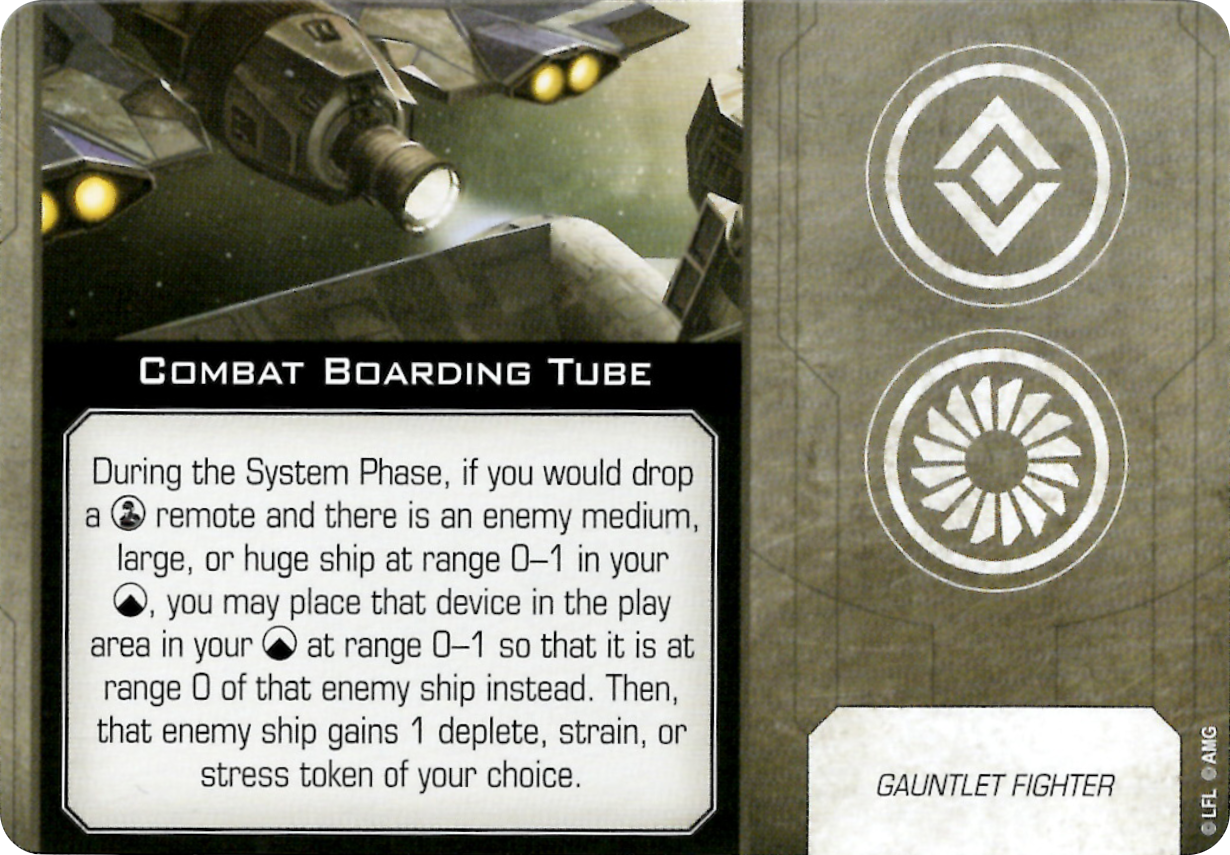 COMBAT BOARDING TUBE
During the System Phase, if you would drop
a remote and there is an enemy medium,
large, or huge ship at range 0–1 in your
, you may place that device in the play
area in your at range 0–1 so that it is at
range 0 of that enemy ship instead. Then,
that enemy ship gains 1 deplete, strain, or
stress token of your choice.
GAUNTLET FIGHTER
© LFL © AMG